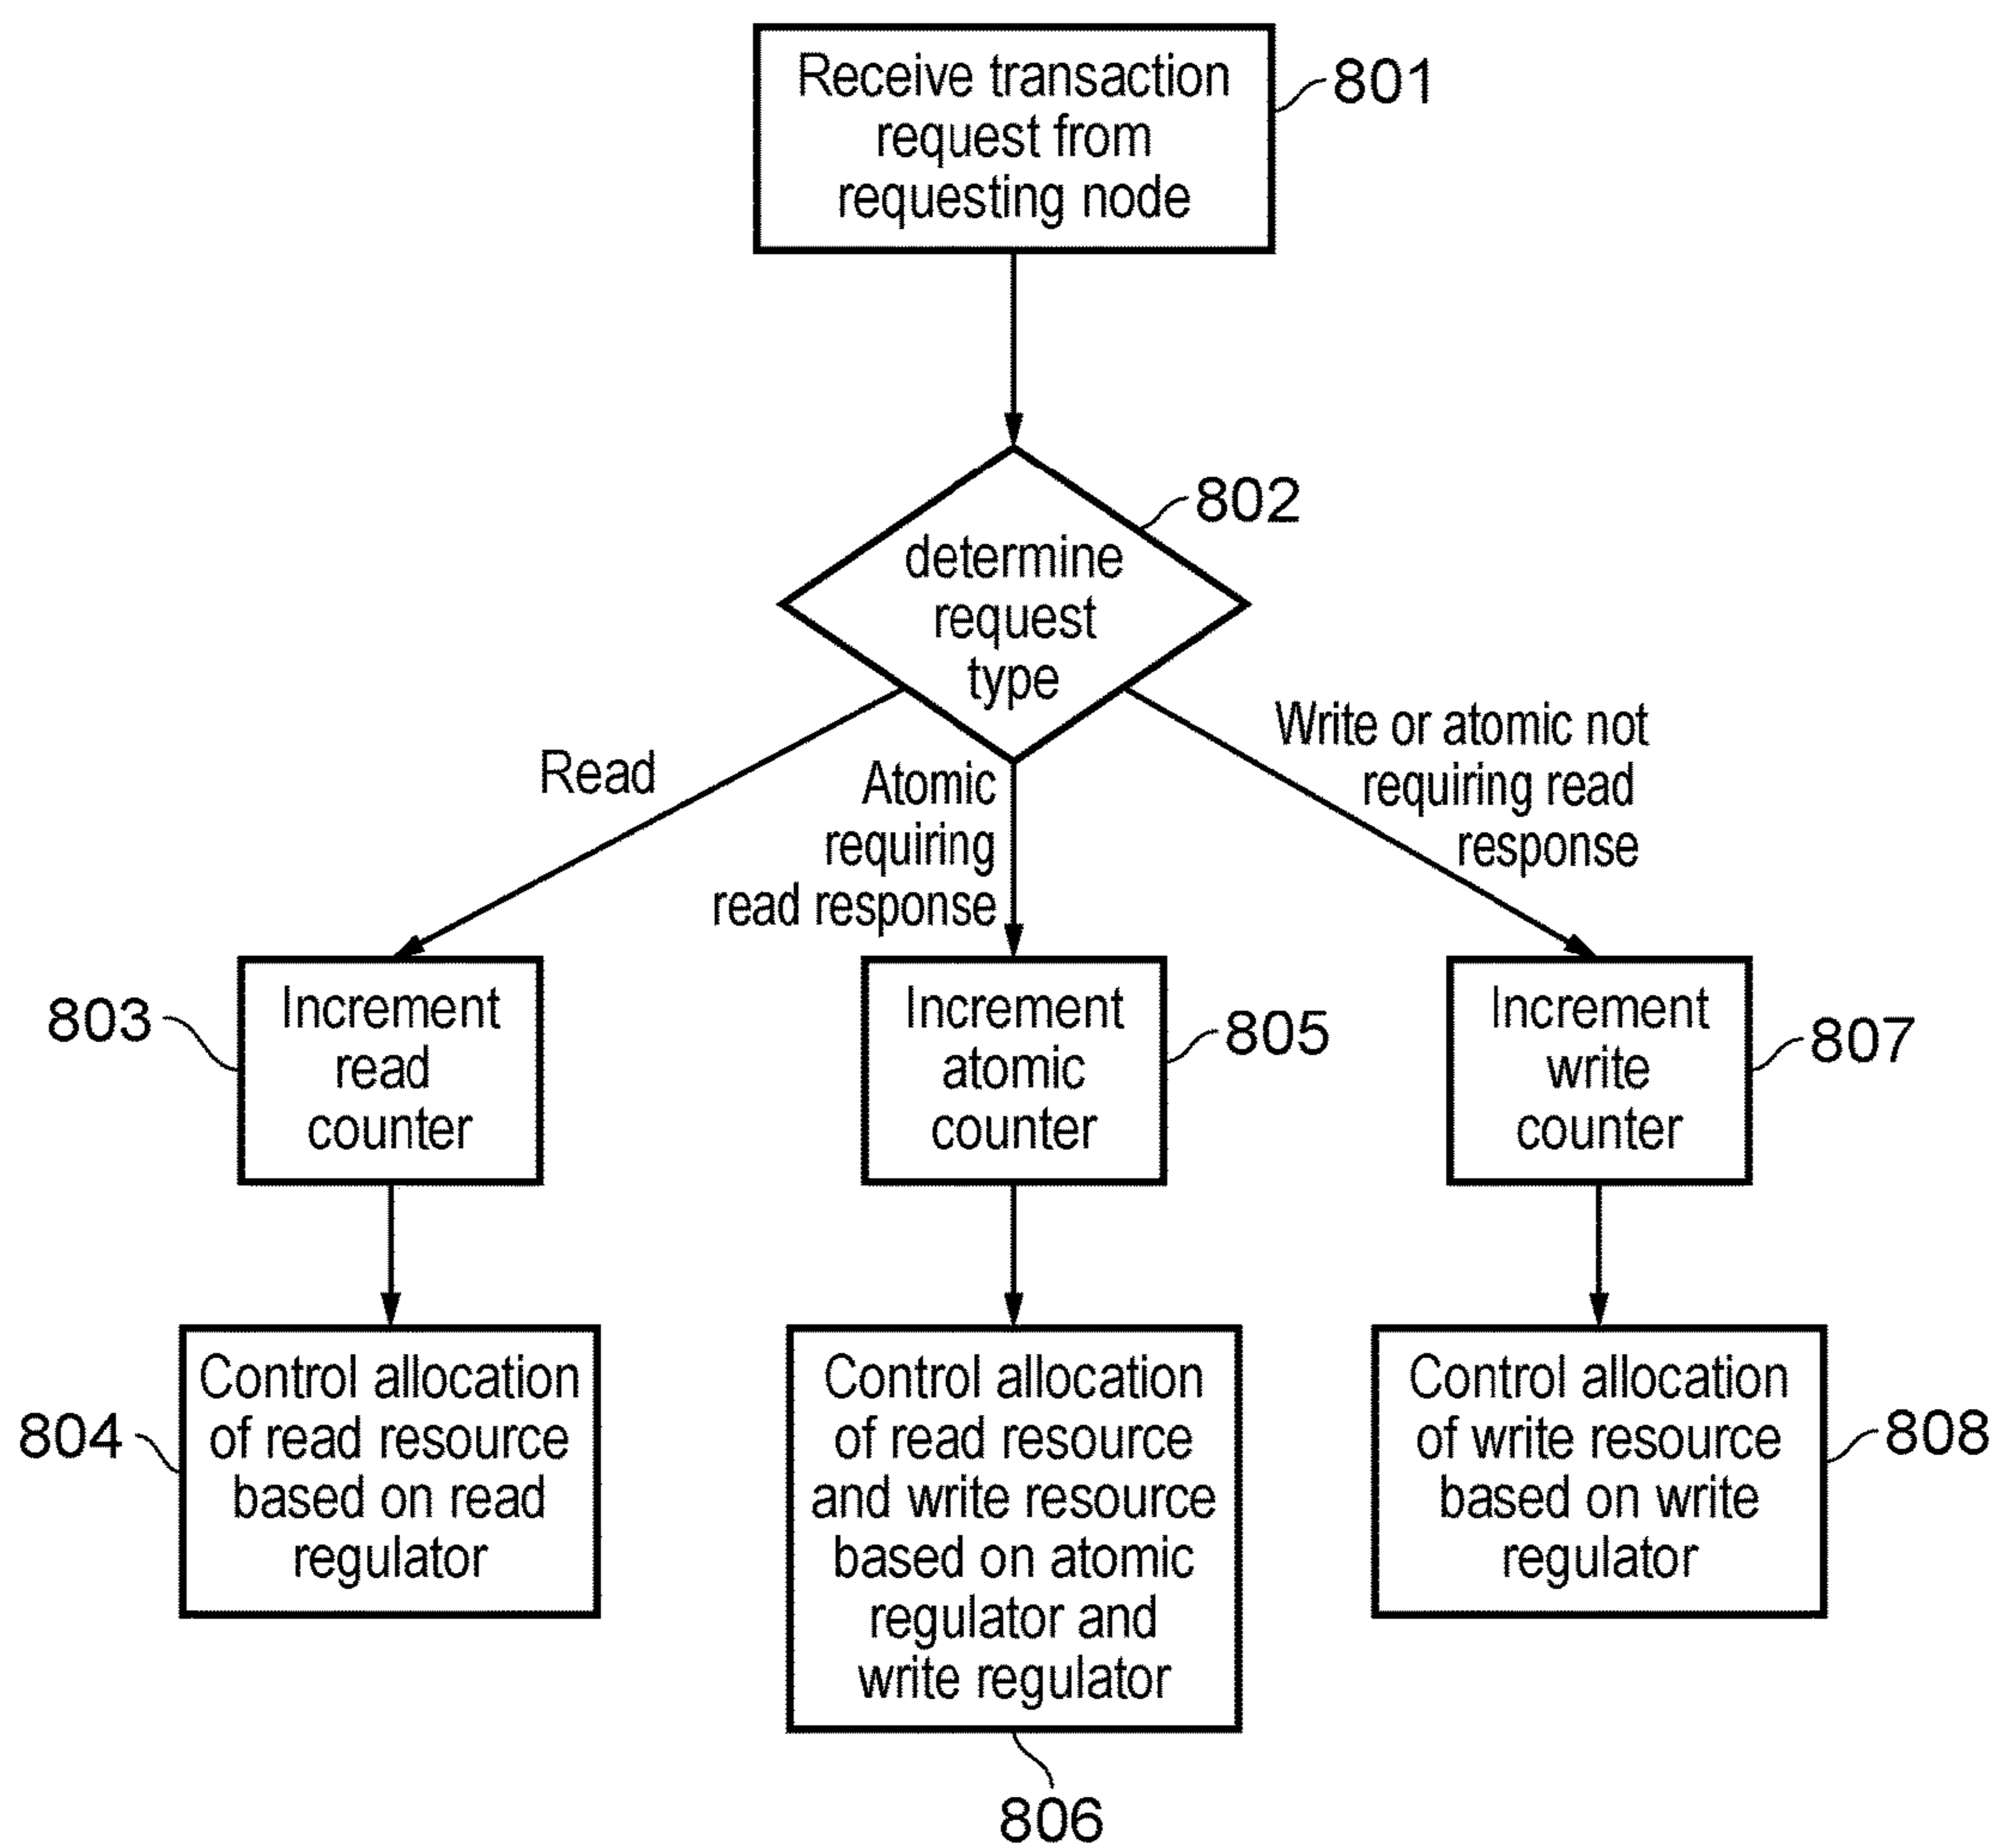 Receive transaction
request from
requesting node
801
802
determine
request
type
Read
Atomic
requiring
read response
Write or atomic not
requiring read
response
803
Increment
read
counter
Increment
atomic
counter
805
Increment
write
counter
807
804
Control allocation
of read resource
based on read
regulator
Control allocation
of read resource
and write resource
based on atomic
regulator and
write regulator
806
Control allocation
of write resource
based on write
regulator
808